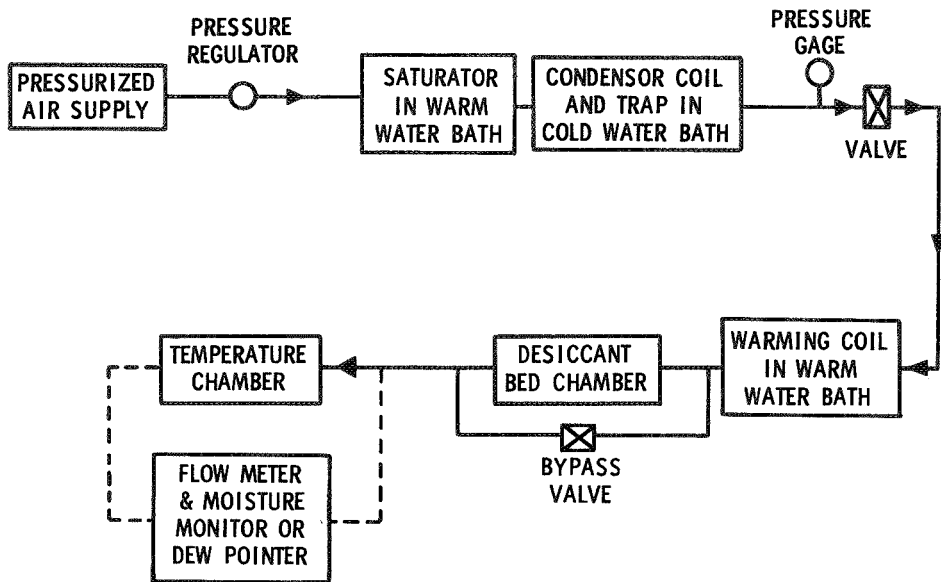 PRESSURIZED
AIR SUPPLY
PRESSURE
REGULATOR
SATURATOR
IN WARM
WATER BATH
CONDENSOR COIL
AND TRAP IN
COLD WATER BATH
PRESSURE
GAGE
VALVE
WARMING COIL
IN WARM
WATER BATH
DESICCANT
BED CHAMBER
BYPASS
VALVE
TEMPERATURE
CHAMBER
FLOW METER
& MOISTURE
MONITOR OR
DEW POINTER